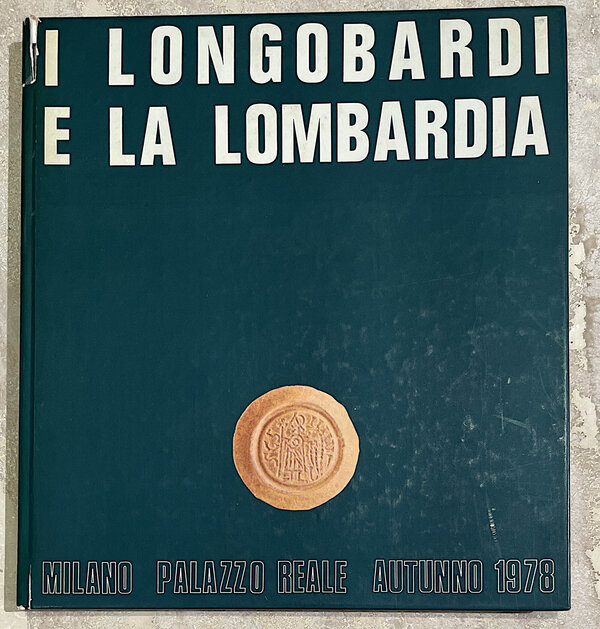 I LONGOBARDI
E LA LOMBARDIA
MILANO PALAZZO REALE AUTUNNO 1978